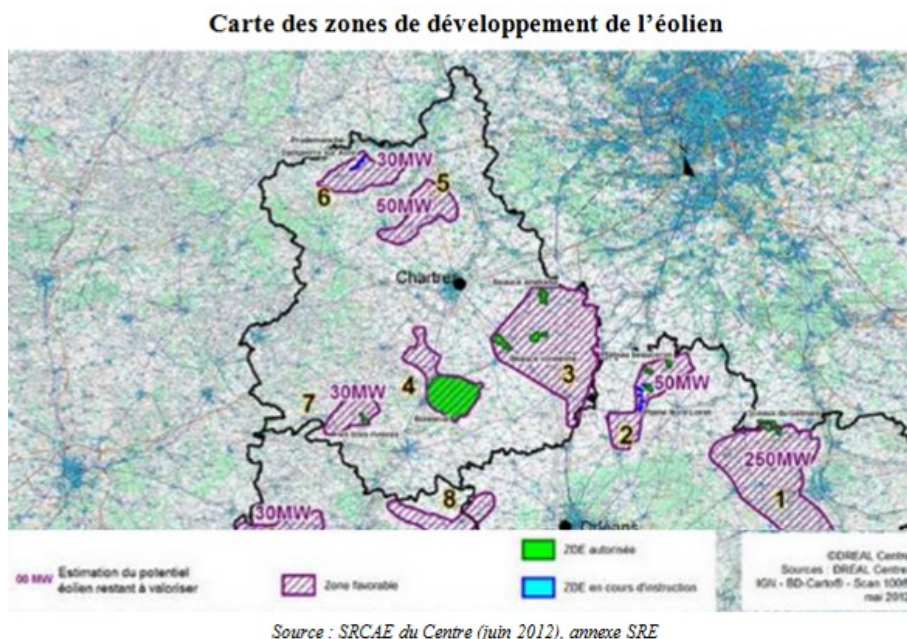 Carte des zones de développement de l'éolien
30MW
6
5
50MW
Chartres
3
4
7
30MW
50MW
2
250MW
1
8
30MW
Orléans
00 MW Estimation du potentiel
éolien restant à valoriser
Zone favorable
ZDE autorisée
ZDE en cours d'instruction
©DREAL Centre
Sources : DREAL Centre
IGN - BD-Carto® - Scan 100®
mai 2012
Source : SRCAE du Centre (juin 2012), annexe SRE